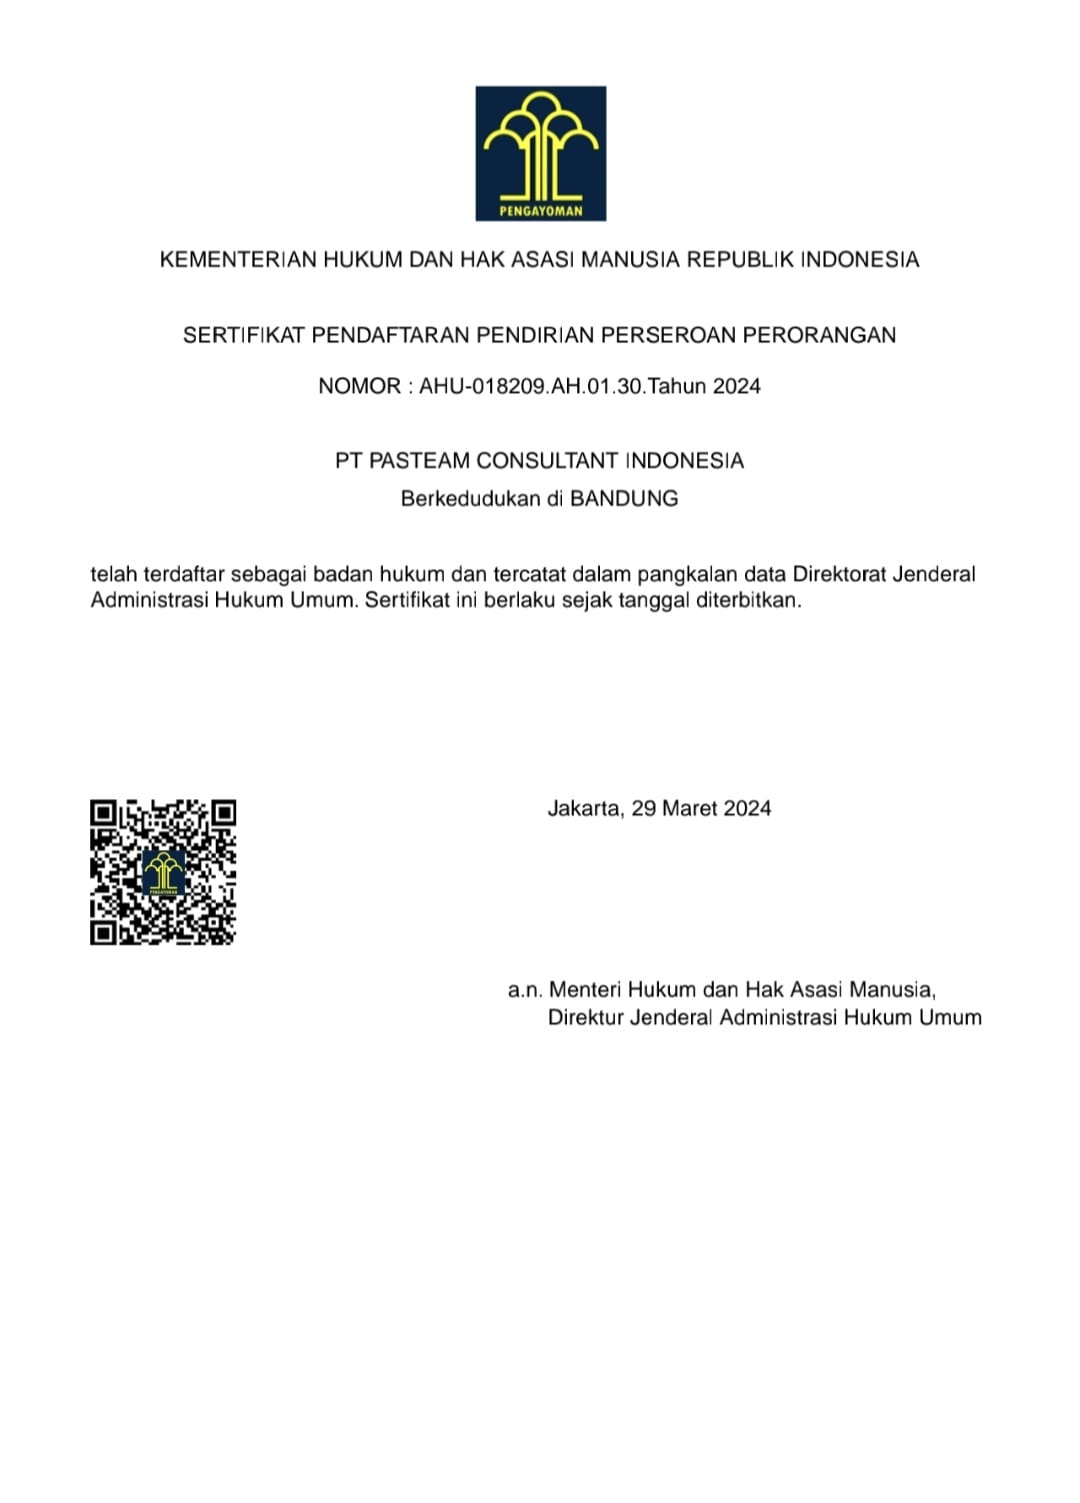 PENGAYOMAN
KEMENTERIAN HUKUM DAN HAK ASASI MANUSIA REPUBLIK INDONESIA
SERTIFIKAT PENDAFTARAN PENDIRIAN PERSEROAN PERORANGAN
NOMOR : AHU-018209.AH.01.30.Tahun 2024
PT PASTEAM CONSULTANT INDONESIA
Berkedudukan di BANDUNG
telah terdaftar sebagai badan hukum dan tercatat dalam pangkalan data Direktorat Jenderal
Administrasi Hukum Umum. Sertifikat ini berlaku sejak tanggal diterbitkan.
Jakarta, 29 Maret 2024
PENGAYOMAN
a.n. Menteri Hukum dan Hak Asasi Manusia,
Direktur Jenderal Administrasi Hukum Umum